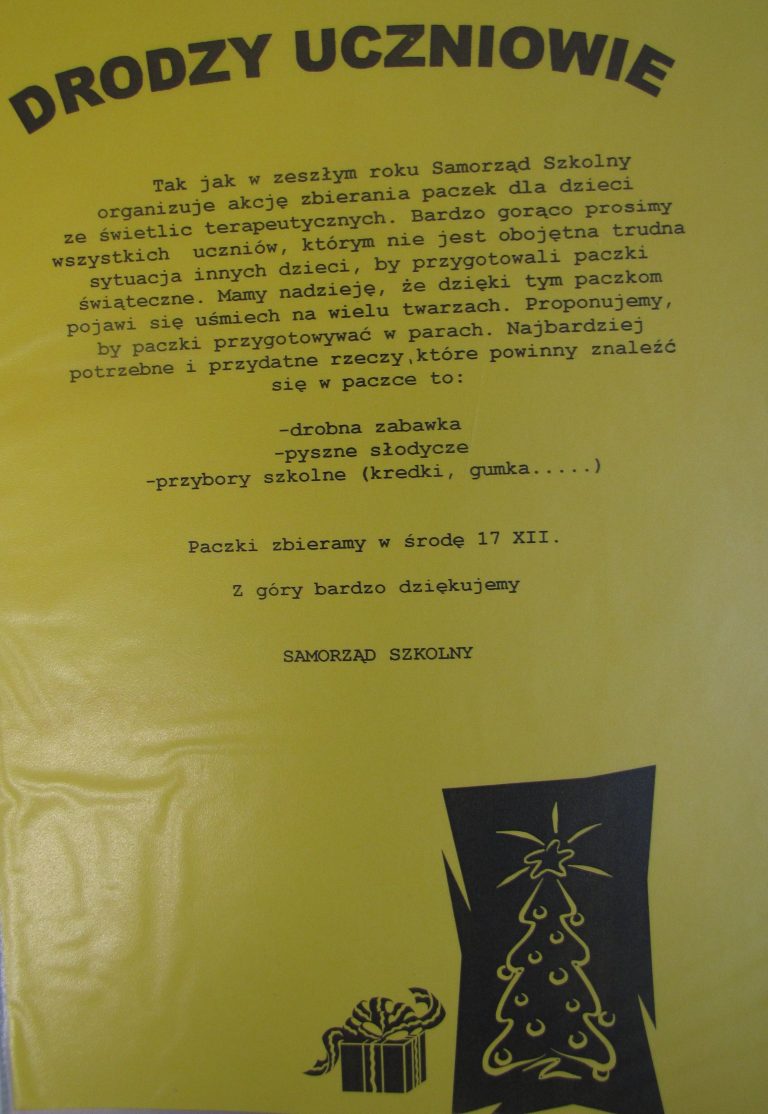 DRODZY UCZNIOWIE
Tak jak w zeszłym roku Samorząd Szkolny
organizuje akcję zbierania paczek dla dzieci
ze świetlic terapeutycznych. Bardzo gorąco prosimy
wszystkich uczniów, którym nie jest obojętna trudna
sytuacja innych dzieci, by przygotowali paczki
świąteczne. Mamy nadzieję, że dzięki tym paczkom
pojawi się uśmiech na wielu twarzach. Proponujemy,
by paczki przygotowywać w parach. Najbardziej
potrzebne i przydatne rzeczy,które powinny znaleźć
się w paczce to:
-drobna zabawka
-pyszne słodycze
-przybory szkolne (kredki, gumka.....)
Paczki zbieramy w środę 17 XII.
Z góry bardzo dziękujemy
SAMORZĄD SZKOLNY